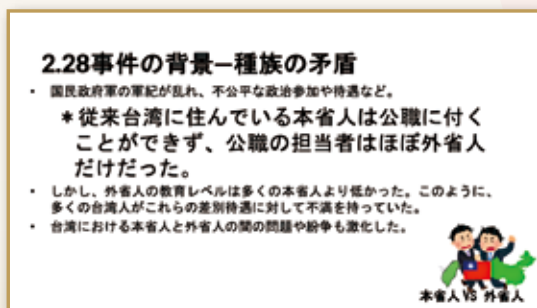 2.28事件の背景–種族の矛盾
• 国民政府軍の軍紀が乱れ、不公平な政治参加や待遇など。
＊従来台湾に住んでいる本省人は公職に付く
ことができず、公職の担当者はほぼ外省人
だけだった。
• しかし、外省人の教育レベルは多くの本省人より低かった。このように、
多くの台湾人がこれらの差別待遇に対して不満を持っていた。
• 台湾における本省人と外省人の間の問題や紛争も激化した。
本省人 VS 外省人